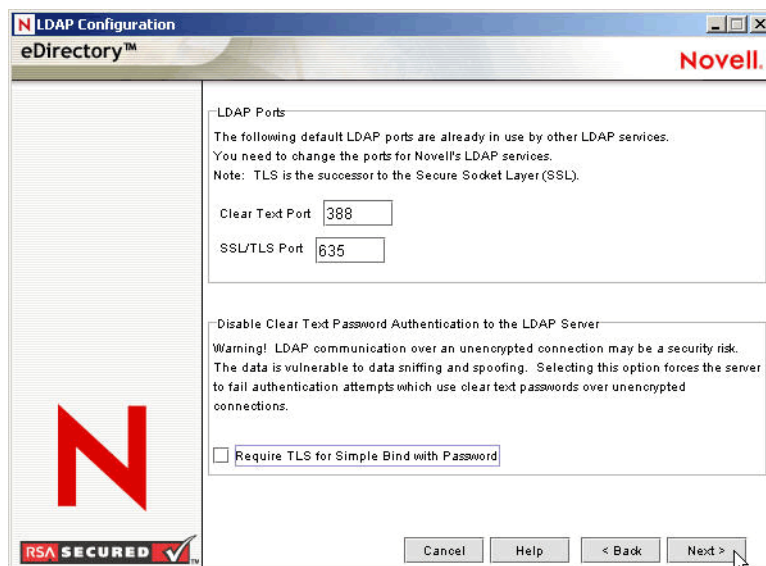 N LDAP Configuration
eDirectory™
Novell.
LDAP Ports
The following default LDAP ports are already in use by other LDAP services.
You need to change the ports for Novell's LDAP services.
Note: TLS is the successor to the Secure Socket Layer (SSL).
Clear Text Port 388
SSL/TLS Port 635
Disable Clear Text Password Authentication to the LDAP Server
Warning! LDAP communication over an unencrypted connection may be a security risk.
The data is vulnerable to data sniffing and spoofing. Selecting this option forces the server
to fail authentication attempts which use clear text passwords over unencrypted
connections.
Require TLS for Simple Bind with Password
N
RSA SECURED ™
Cancel Help < Back Next >